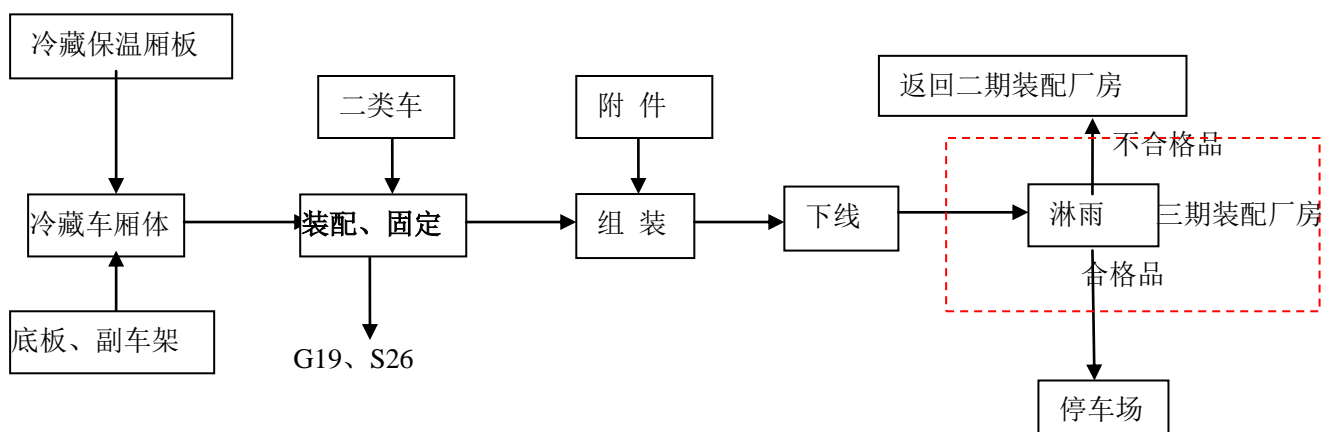 冷藏保温厢板
二类车
附 件
返回二期装配厂房
不合格品
冷藏车厢体
装配、固定
组 装
下线
淋雨
三期装配厂房
合格品
底板、副车架
G19、S26
停车场